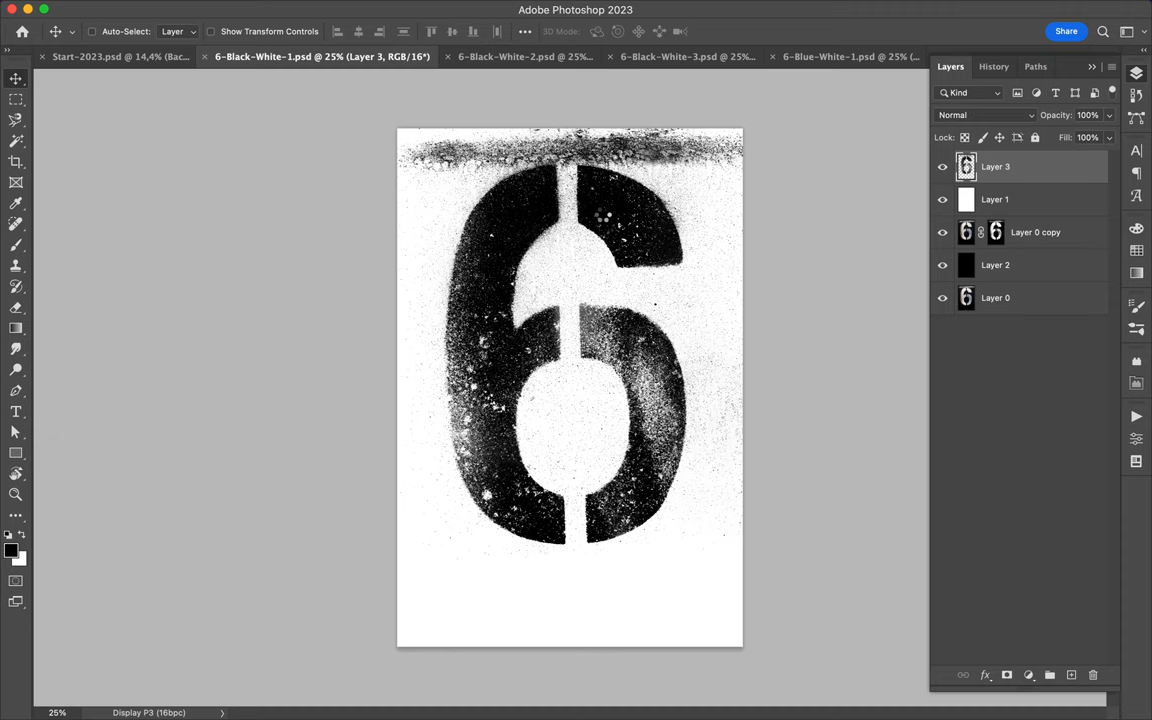 Adobe Photoshop 2023
Auto-Select: Layer Show Transform Controls 3D Mode: Share
Start-2023.psd @ 14,4% (Bac... 6-Black-White-1.psd @ 25% (Layer 3, RGB/16*) 6-Black-White-2.psd @ 25%... 6-Black-White-3.psd @ 25%... 6-Blue-White-1.psd @ 25% (...
Layers History Paths
Kind
Normal Opacity: 100%
Lock: Fill: 100%
Layer 3
Layer 1
Layer 0 copy
Layer 2
Layer 0
6
25% Display P3 (16bpc)